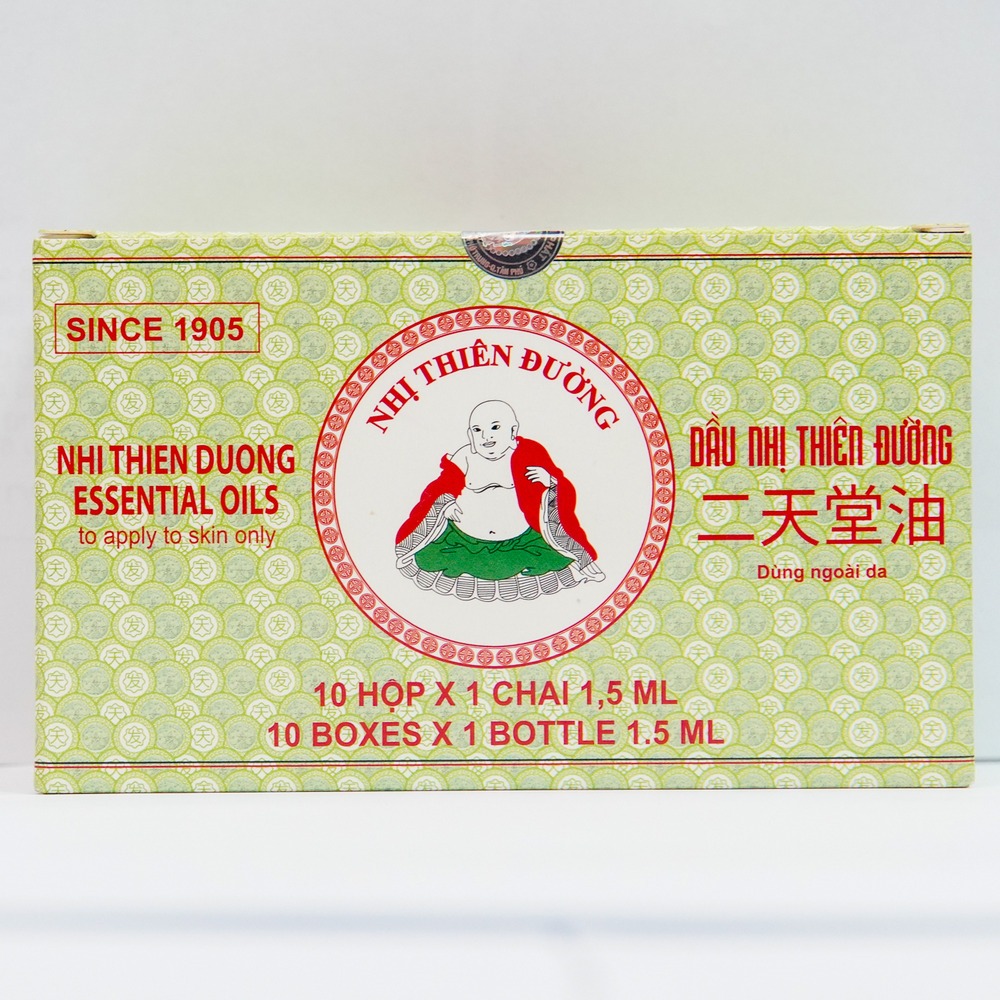 SINCE 1905
NHỊ THIÊN ĐƯỜNG
NHI THIEN DUONG
ESSENTIAL OILS
to apply to skin only
DẦU NHỊ THIÊN ĐƯỜNG
二天堂油
Dùng ngoài da
10 HỘP X 1 CHAI 1,5 ML
10 BOXES X 1 BOTTLE 1.5 ML